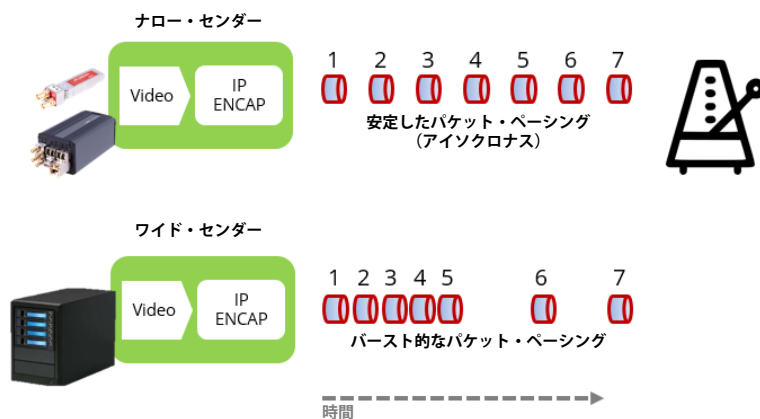 ナロー・センダー
Video
IP
ENCAP
1 2 3 4 5 6 7
安定したパケット・ペーシング
（アイソクロナス）
ワイド・センダー
Video
IP
ENCAP
1 2 3 4 5 6 7
バースト的なパケット・ペーシング
時間